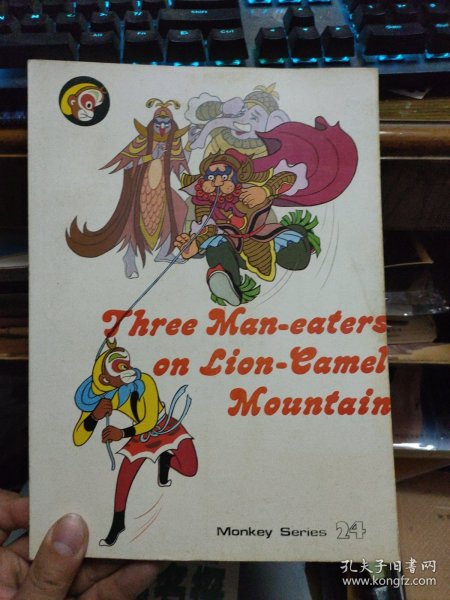 Three Man-eaters
on Lion-Camel
Mountain
Monkey Series 24
孔夫子旧书网
www.kongfz.com